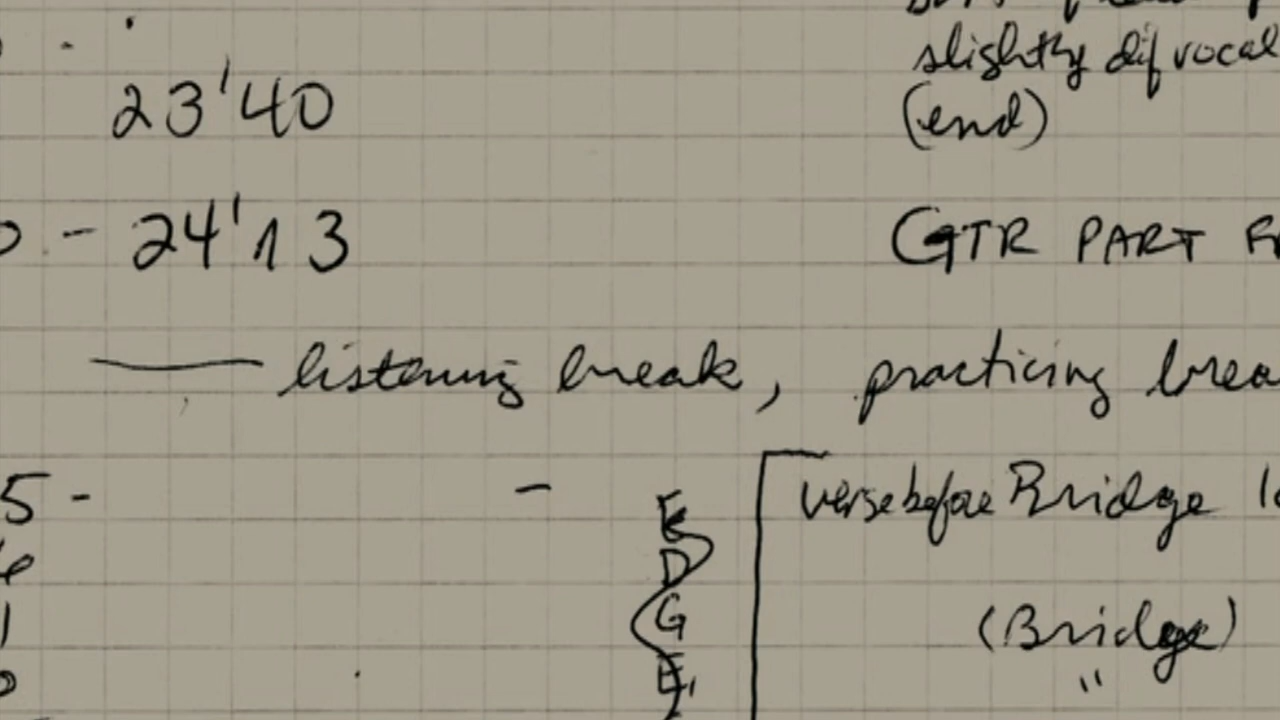 slightly dif vocal
23'40
(end)
- 24'13
GTR PART
listening break, practicing
5 -
-
E
verse before Bridge
D
G
(Bridge)
E
"